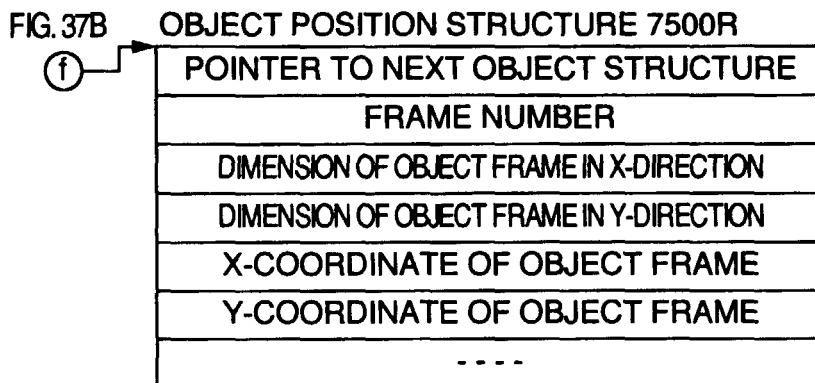 FIG. 37B OBJECT POSITION STRUCTURE 7500R
f
POINTER TO NEXT OBJECT STRUCTURE
FRAME NUMBER
DIMENSION OF OBJECT FRAME IN X-DIRECTION
DIMENSION OF OBJECT FRAME IN Y-DIRECTION
X-COORDINATE OF OBJECT FRAME
Y-COORDINATE OF OBJECT FRAME
----